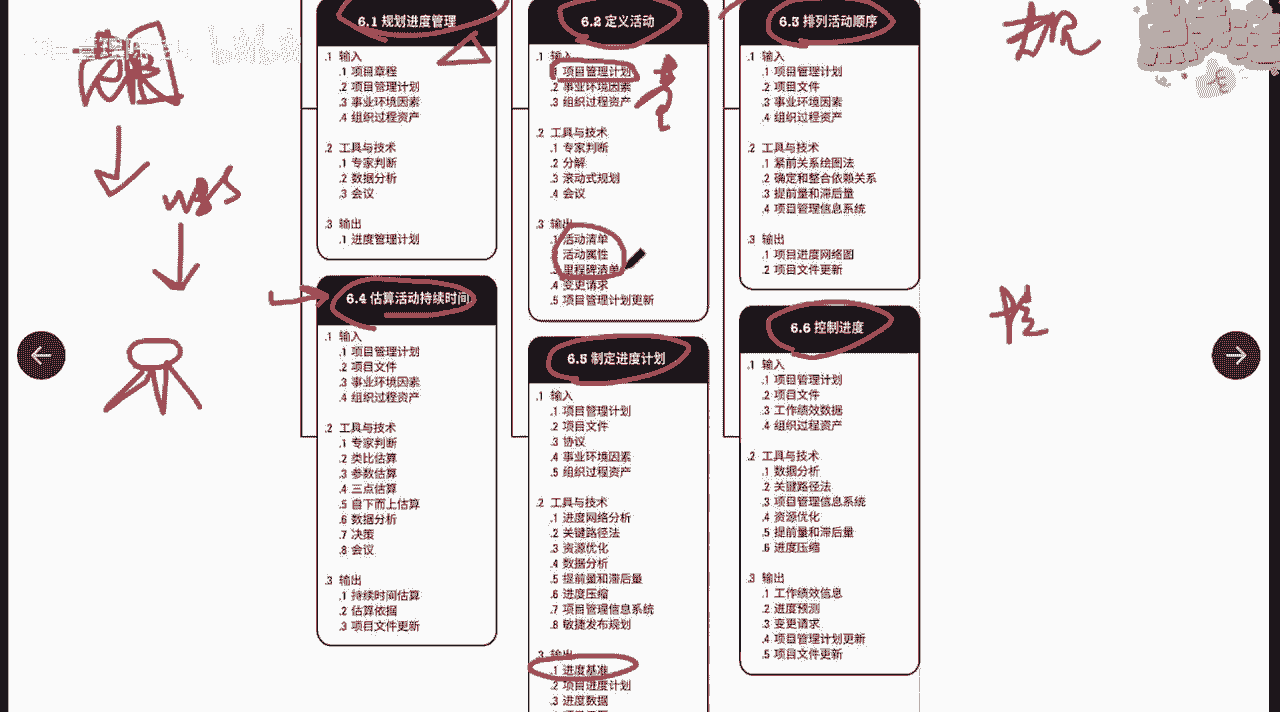 6.1 规划进度管理
.1 输入
.1 项目章程
.2 项目管理计划
.3 事业环境因素
.4 组织过程资产
.2 工具与技术
.1 专家判断
.2 数据分析
.3 会议
.3 输出
.1 进度管理计划
6.2 定义活动
.1 输入
.1 项目管理计划
.2 事业环境因素
.3 组织过程资产
.2 工具与技术
.1 专家判断
.2 分解
.3 滚动式规划
.4 会议
.3 输出
.1 活动清单
.2 活动属性
.3 里程碑清单
.4 变更请求
.5 项目管理计划更新
6.3 排列活动顺序
.1 输入
.1 项目管理计划
.2 项目文件
.3 事业环境因素
.4 组织过程资产
.2 工具与技术
.1 紧前关系绘图法
.2 确定和整合依赖关系
.3 提前量和滞后量
.4 项目管理信息系统
.3 输出
.1 项目进度网络图
.2 项目文件更新
6.4 估算活动持续时间
.1 输入
.1 项目管理计划
.2 项目文件
.3 事业环境因素
.4 组织过程资产
.2 工具与技术
.1 专家判断
.2 类比估算
.3 参数估算
.4 三点估算
.5 自下而上估算
.6 数据分析
.7 决策
.8 会议
.3 输出
.1 持续时间估算
.2 估算依据
.3 项目文件更新
6.5 制定进度计划
.1 输入
.1 项目管理计划
.2 项目文件
.3 协议
.4 事业环境因素
.5 组织过程资产
.2 工具与技术
.1 进度网络分析
.2 关键路径法
.3 资源优化
.4 数据分析
.5 提前量和滞后量
.6 进度压缩
.7 项目管理信息系统
.8 敏捷发布规划
.3 输出
.1 进度基准
.2 项目进度计划
.3 进度数据
6.6 控制进度
.1 输入
.1 项目管理计划
.2 项目文件
.3 工作绩效数据
.4 组织过程资产
.2 工具与技术
.1 数据分析
.2 关键路径法
.3 项目管理信息系统
.4 资源优化
.5 提前量和滞后量
.6 进度压缩
.3 输出
.1 工作绩效信息
.2 进度预测
.3 变更请求
.4 项目管理计划更新
.5 项目文件更新
WBS